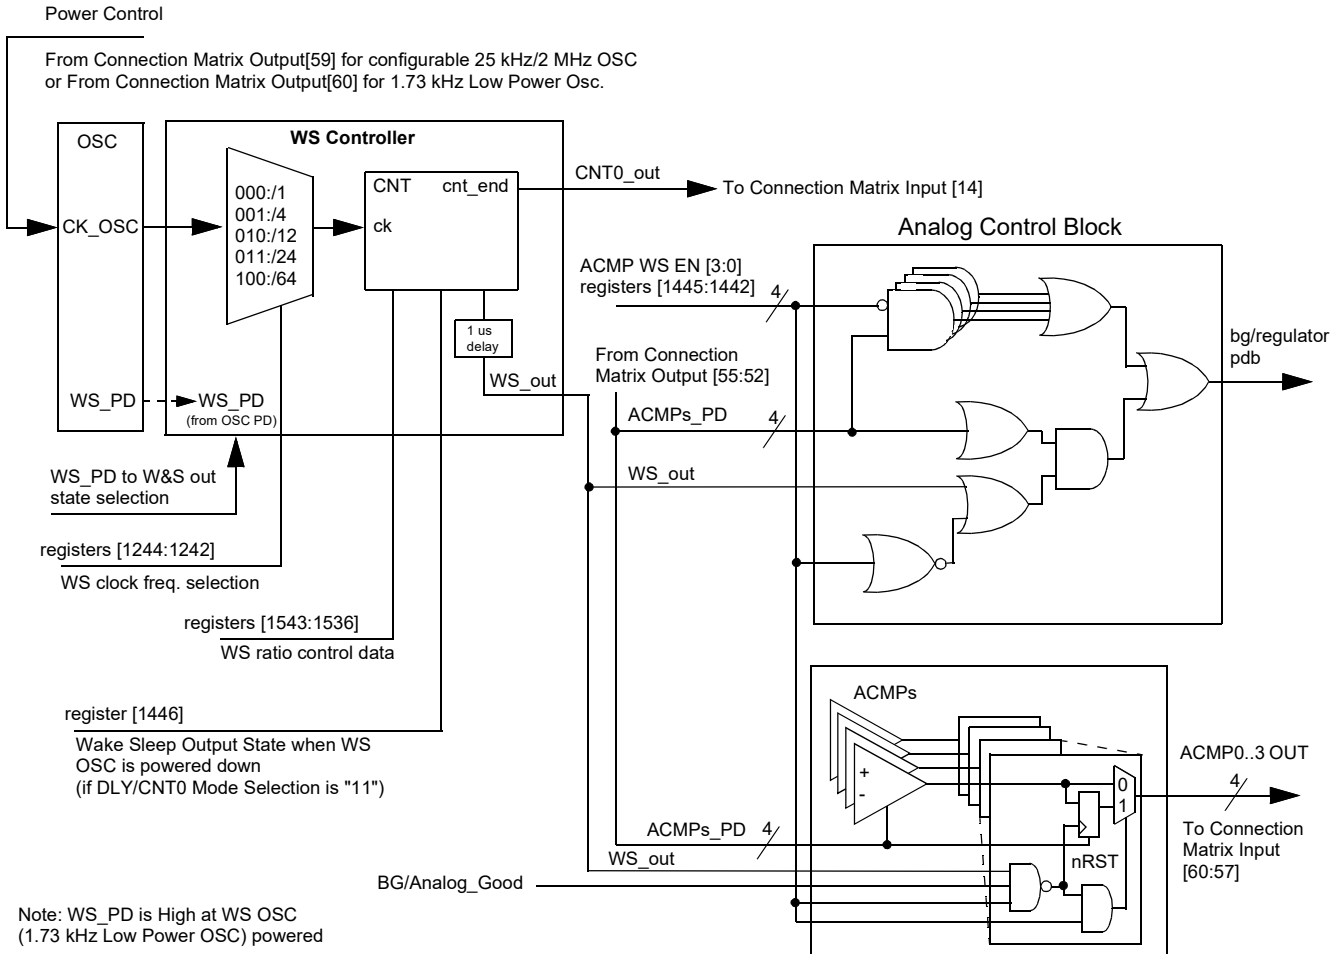 Power Control
From Connection Matrix Output[59] for configurable 25 kHz/2 MHz OSC
or From Connection Matrix Output[60] for 1.73 kHz Low Power Osc.
OSC
CK_OSC
WS_PD
WS Controller
000:/1
001:/4
010:/12
011:/24
100:/64
CNT
cnt_end
ck
1 us
delay
WS_PD
(from OSC PD)
WS_out
CNT0_out
To Connection Matrix Input [14]
WS_PD to W&S out
state selection
registers [1244:1242]
WS clock freq. selection
registers [1543:1536]
WS ratio control data
register [1446]
Wake Sleep Output State when WS
OSC is powered down
(if DLY/CNT0 Mode Selection is "11")
Analog Control Block
ACMP WS EN [3:0]
registers [1445:1442]
4
From Connection
Matrix Output [55:52]
ACMPs_PD
4
WS_out
bg/regulator
pdb
ACMPs
+
-
0
1
nRST
ACMPs_PD
4
WS_out
BG/Analog_Good
ACMP0..3 OUT
4
To Connection
Matrix Input
[60:57]
Note: WS_PD is High at WS OSC
(1.73 kHz Low Power OSC) powered